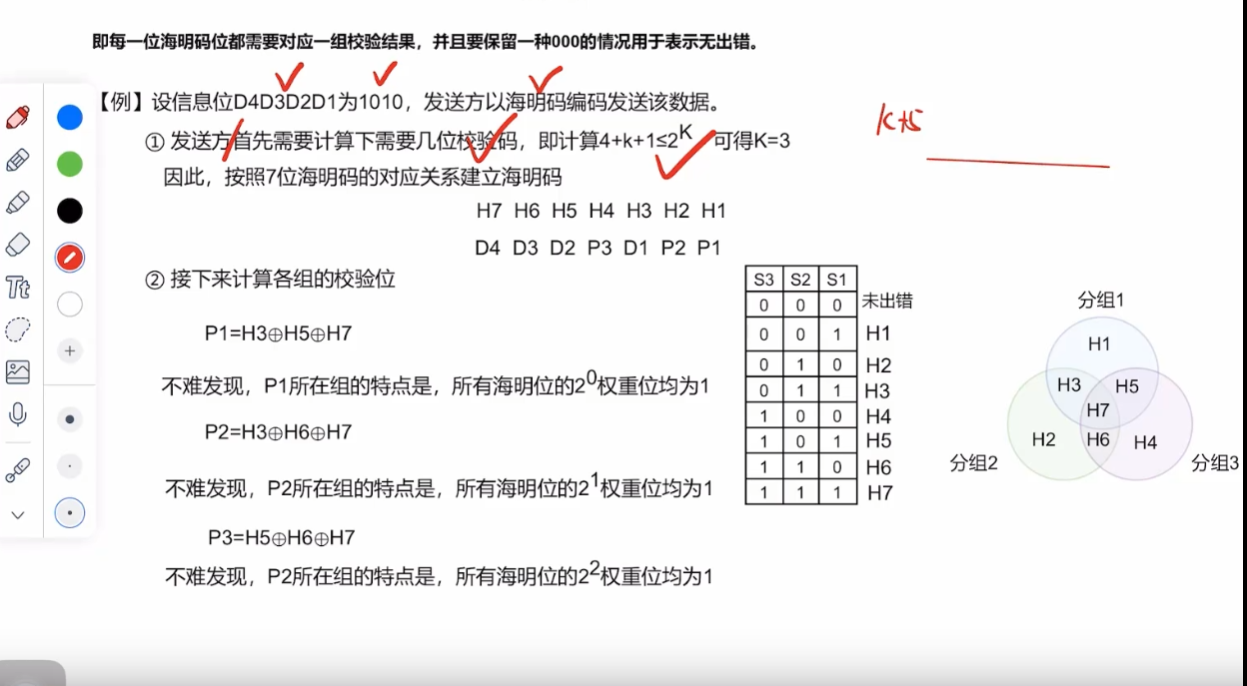 即每一位海明码位都需要对应一组校验结果，并且要保留一种000的情况用于表示无出错。
【例】设信息位D4D3D2D1为1010，发送方以海明码编码发送该数据。
① 发送方首先需要计算下需要几位校验码，即计算4+k+1≤2^K 可得K=3
k+5
因此，按照7位海明码的对应关系建立海明码
H7 H6 H5 H4 H3 H2 H1
D4 D3 D2 P3 D1 P2 P1
② 接下来计算各组的校验位
P1=H3⊕H5⊕H7
不难发现，P1所在组的特点是，所有海明位的2^0权重位均为1
P2=H3⊕H6⊕H7
不难发现，P2所在组的特点是，所有海明位的2^1权重位均为1
P3=H5⊕H6⊕H7
不难发现，P2所在组的特点是，所有海明位的2^2权重位均为1
S3 S2 S1
0 0 0 未出错
0 0 1 H1
0 1 0 H2
0 1 1 H3
1 0 0 H4
1 0 1 H5
1 1 0 H6
1 1 1 H7
分组1
H1
H3 H5
H7
H2 H6 H4
分组2 分组3
Tt